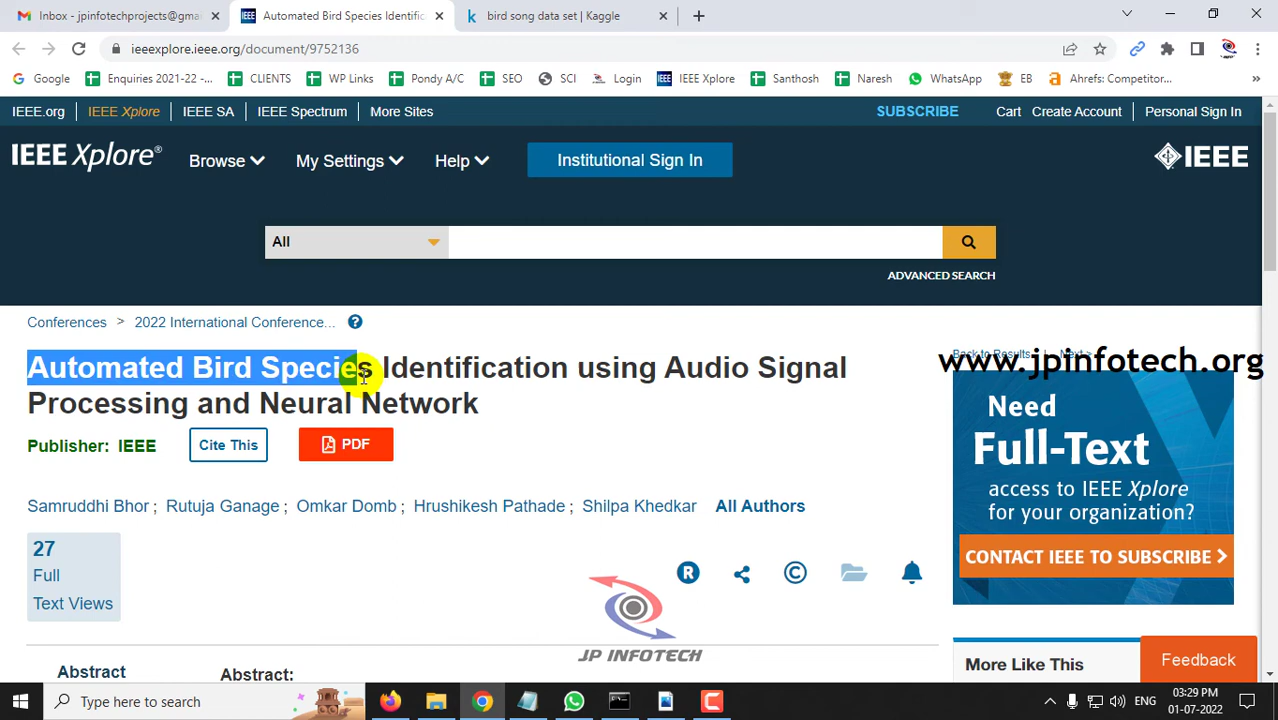 Inbox - jpinfotechprojects@gma
Automated Bird Species Identific
bird song data set | Kaggle
ieeexplore.ieee.org/document/9752136
Google
Enquiries 2021-22 -...
CLIENTS
WP Links
Pondy A/C
SEO
SCI
Login
IEEE Xplore
Santhosh
Naresh
WhatsApp
EB
Ahrefs: Competitor...
IEEE.org
IEEE Xplore
IEEE SA
IEEE Spectrum
More Sites
SUBSCRIBE
Cart
Create Account
Personal Sign In
IEEE Xplore®
Browse
My Settings
Help
Institutional Sign In
IEEE
All
ADVANCED SEARCH
Conferences > 2022 International Conference...
Back to Results | Next >
www.jpinfotech.org
Automated Bird Species Identification using Audio Signal
Processing and Neural Network
Publisher: IEEE
Cite This
PDF
Need
Full-Text
access to IEEE Xplore
for your organization?
CONTACT IEEE TO SUBSCRIBE >
Samruddhi Bhor ; Rutuja Ganage ; Omkar Domb ; Hrushikesh Pathade ; Shilpa Khedkar All Authors
27
Full
Text Views
R
C
JP INFOTECH
Abstract
Abstract:
More Like This
Feedback
Type here to search
ENG
03:29 PM
01-07-2022